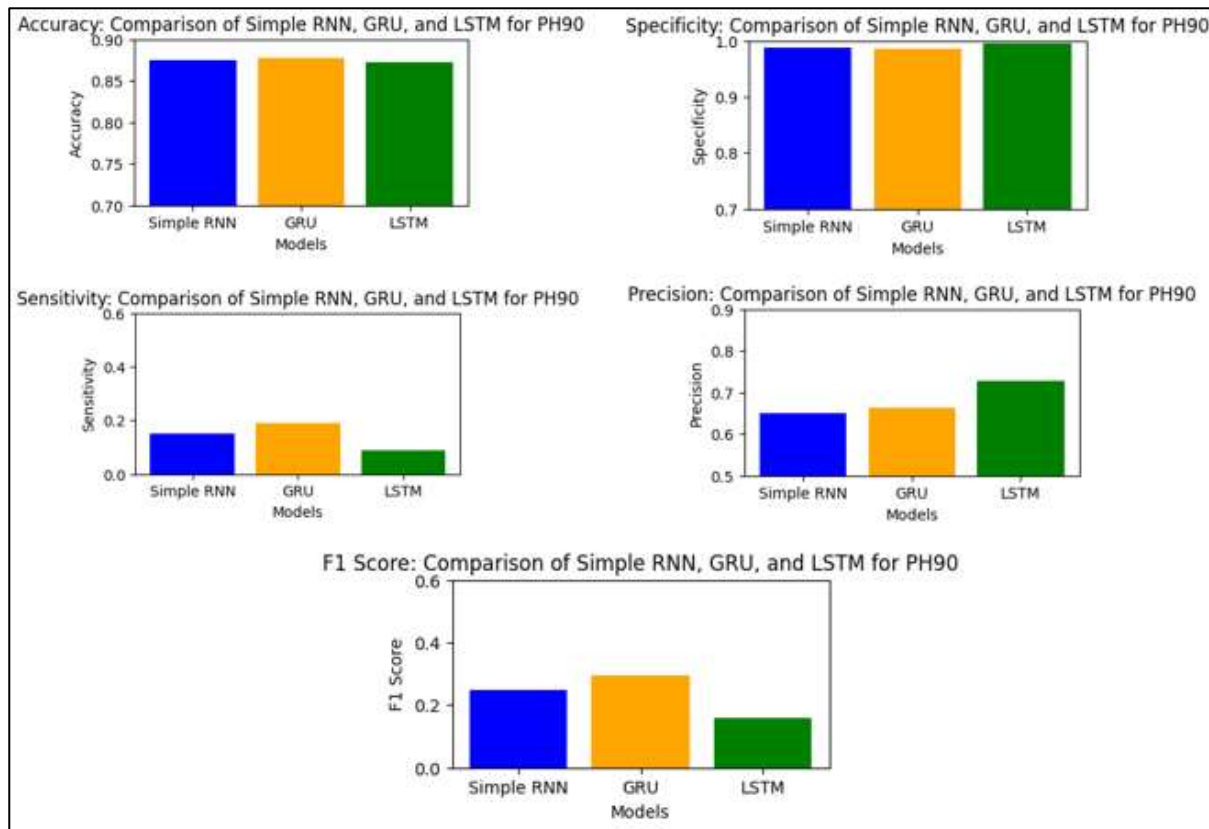 Accuracy: Comparison of Simple RNN, GRU, and LSTM for PH90
0.90
0.85
0.80
0.75
0.70
Accuracy
Simple RNN GRU LSTM
Models
Specificity: Comparison of Simple RNN, GRU, and LSTM for PH90
1.0
0.9
0.8
0.7
Specificity
Simple RNN GRU LSTM
Models
Sensitivity: Comparison of Simple RNN, GRU, and LSTM for PH90
0.6
0.4
0.2
0.0
Sensitivity
Simple RNN GRU LSTM
Models
Precision: Comparison of Simple RNN, GRU, and LSTM for PH90
0.9
0.8
0.7
0.6
0.5
Precision
Simple RNN GRU LSTM
Models
F1 Score: Comparison of Simple RNN, GRU, and LSTM for PH90
0.6
0.4
0.2
0.0
F1 Score
Simple RNN GRU LSTM
Models